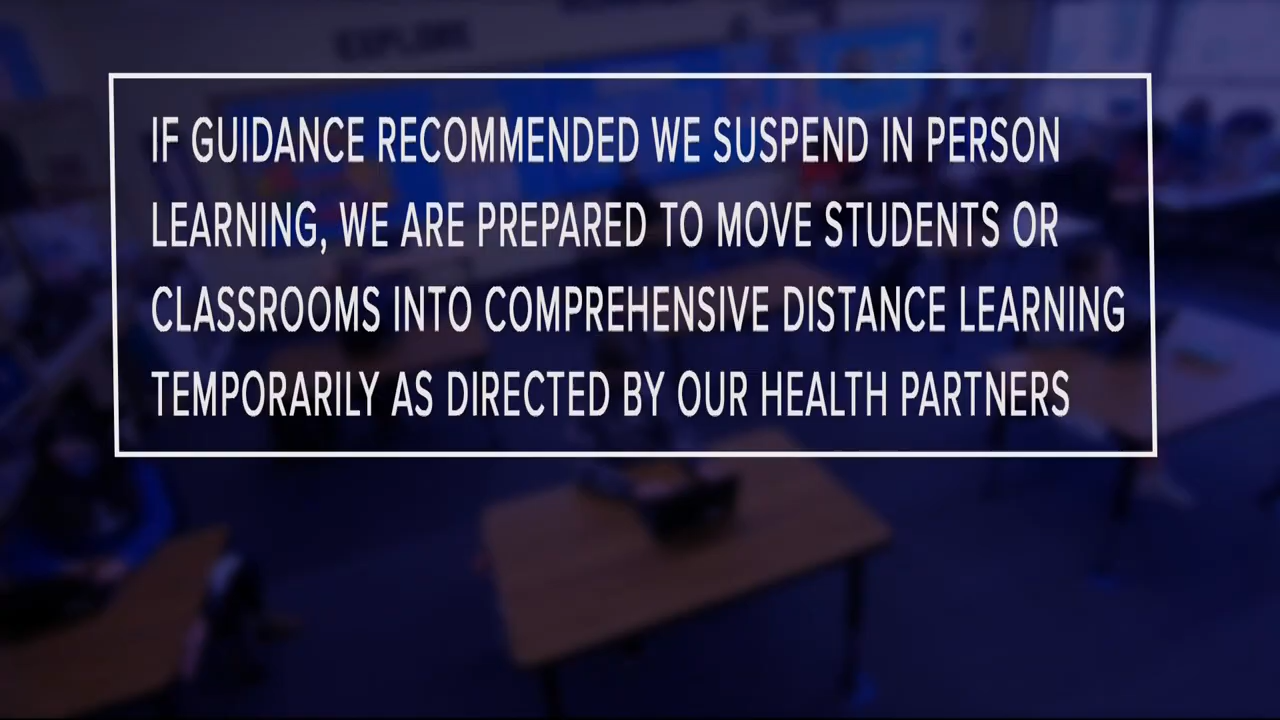 EXPLORE
IF GUIDANCE RECOMMENDED WE SUSPEND IN PERSON
LEARNING, WE ARE PREPARED TO MOVE STUDENTS OR
CLASSROOMS INTO COMPREHENSIVE DISTANCE LEARNING
TEMPORARILY AS DIRECTED BY OUR HEALTH PARTNERS